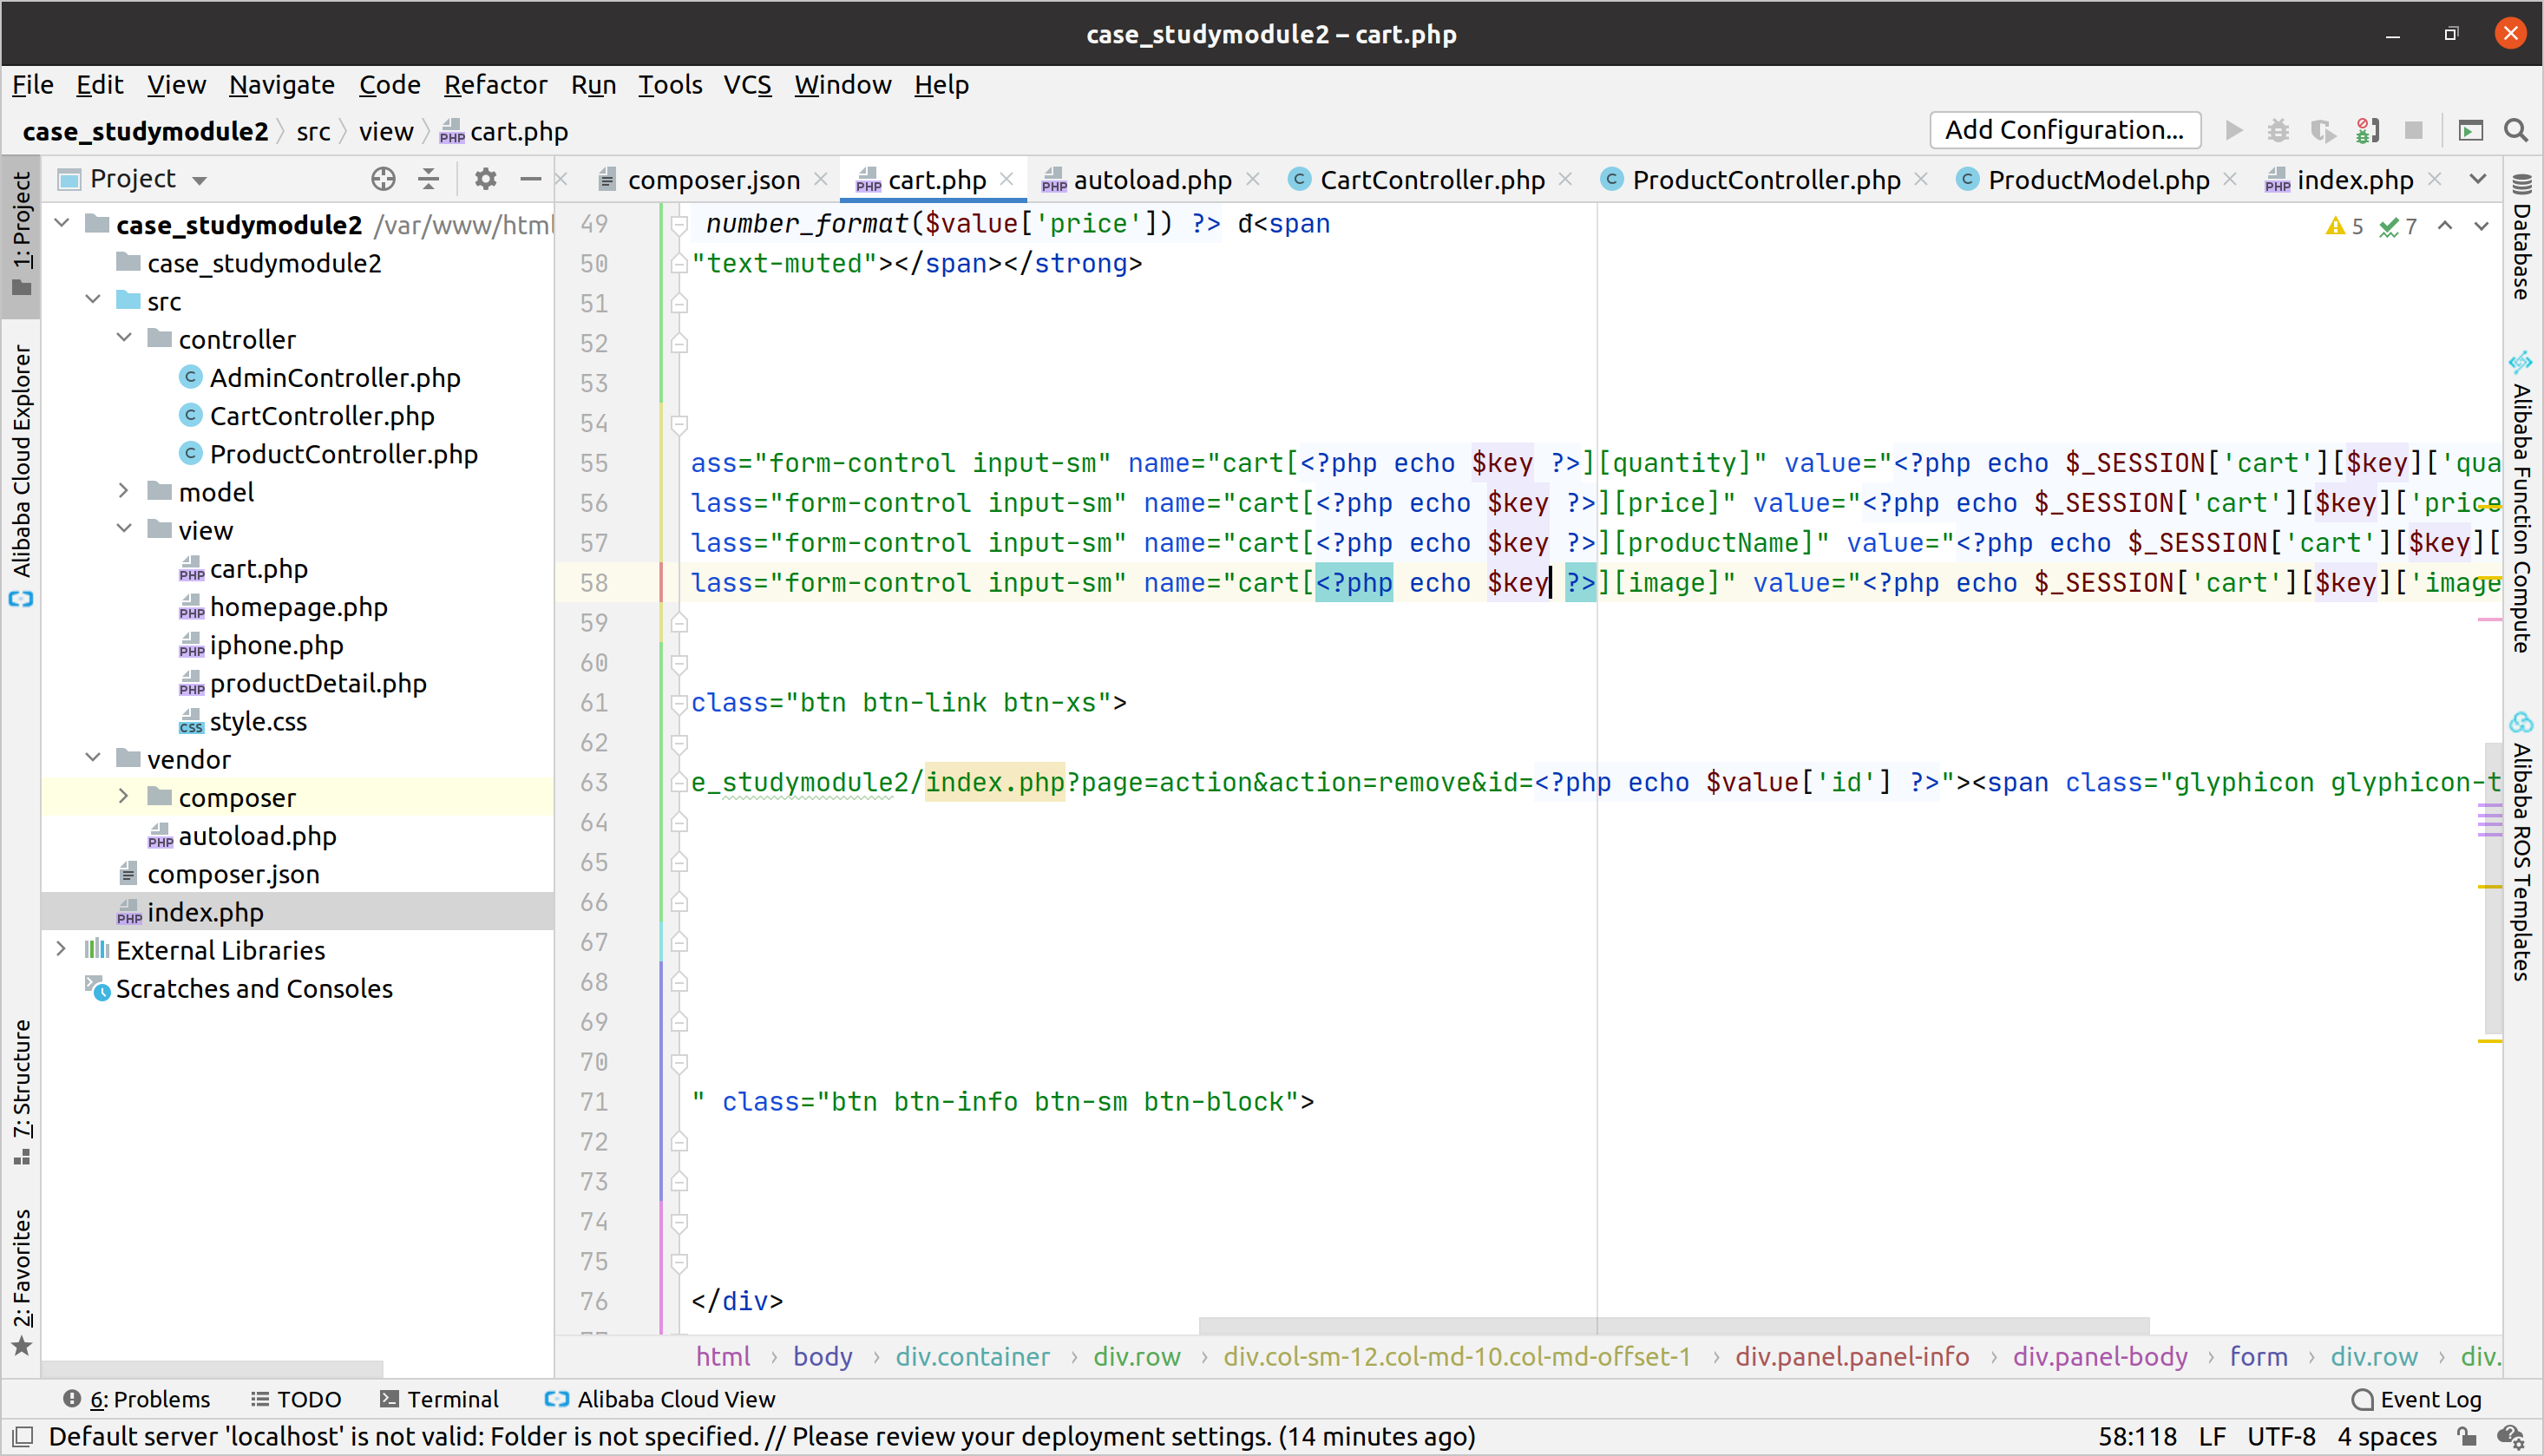 case_studymodule2 – cart.php
File Edit View Navigate Code Refactor Run Tools VCS Window Help
case_studymodule2 src view cart.php Add Configuration...
Project
composer.json cart.php autoload.php CartController.php ProductController.php ProductModel.php index.php
1: Project
Alibaba Cloud Explorer
7: Structure
2: Favorites
case_studymodule2 /var/www/html
case_studymodule2
src
controller
AdminController.php
CartController.php
ProductController.php
model
view
cart.php
homepage.php
iphone.php
productDetail.php
style.css
vendor
composer
autoload.php
composer.json
index.php
External Libraries
Scratches and Consoles
5 7
49 number_format($value['price']) ?> đ<span
50 "text-muted"></span></strong>
51
52
53
54
55 ass="form-control input-sm" name="cart[<?php echo $key ?>][quantity]" value="<?php echo $_SESSION['cart'][$key]['qua
56 lass="form-control input-sm" name="cart[<?php echo $key ?>][price]" value="<?php echo $_SESSION['cart'][$key]['price
57 lass="form-control input-sm" name="cart[<?php echo $key ?>][productName]" value="<?php echo $_SESSION['cart'][$key][
58 lass="form-control input-sm" name="cart[<?php echo $key ?>][image]" value="<?php echo $_SESSION['cart'][$key]['image
59
60
61 class="btn btn-link btn-xs">
62
63 e_studymodule2/index.php?page=action&action=remove&id=<?php echo $value['id'] ?>"><span class="glyphicon glyphicon-t
64
65
66
67
68
69
70
71 " class="btn btn-info btn-sm btn-block">
72
73
74
75
76 </div>
Database
Alibaba Function Compute
Alibaba ROS Templates
html › body › div.container › div.row › div.col-sm-12.col-md-10.col-md-offset-1 › div.panel.panel-info › div.panel-body › form › div.row › div.
6: Problems TODO Terminal Alibaba Cloud View Event Log
Default server 'localhost' is not valid: Folder is not specified. // Please review your deployment settings. (14 minutes ago) 58:118 LF UTF-8 4 spaces